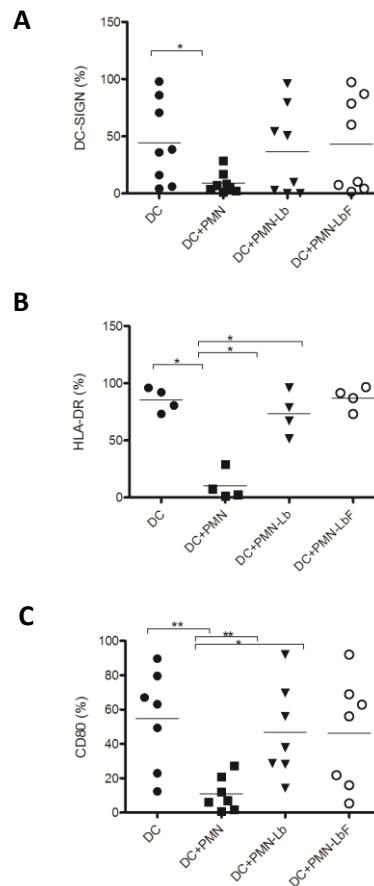 A
*
DC-SIGN (%)
150
100
50
0
DC
DC+PMN
DC+PMN-Lb
DC+PMN-LbF
B
*
*
*
HLA-DR (%)
150
100
50
0
DC
DC+PMN
DC+PMN-Lb
DC+PMN-LbF
C
**
**
*
CD80 (%)
100
80
60
40
20
0
DC
DC+PMN
DC+PMN-Lb
DC+PMN-LbF